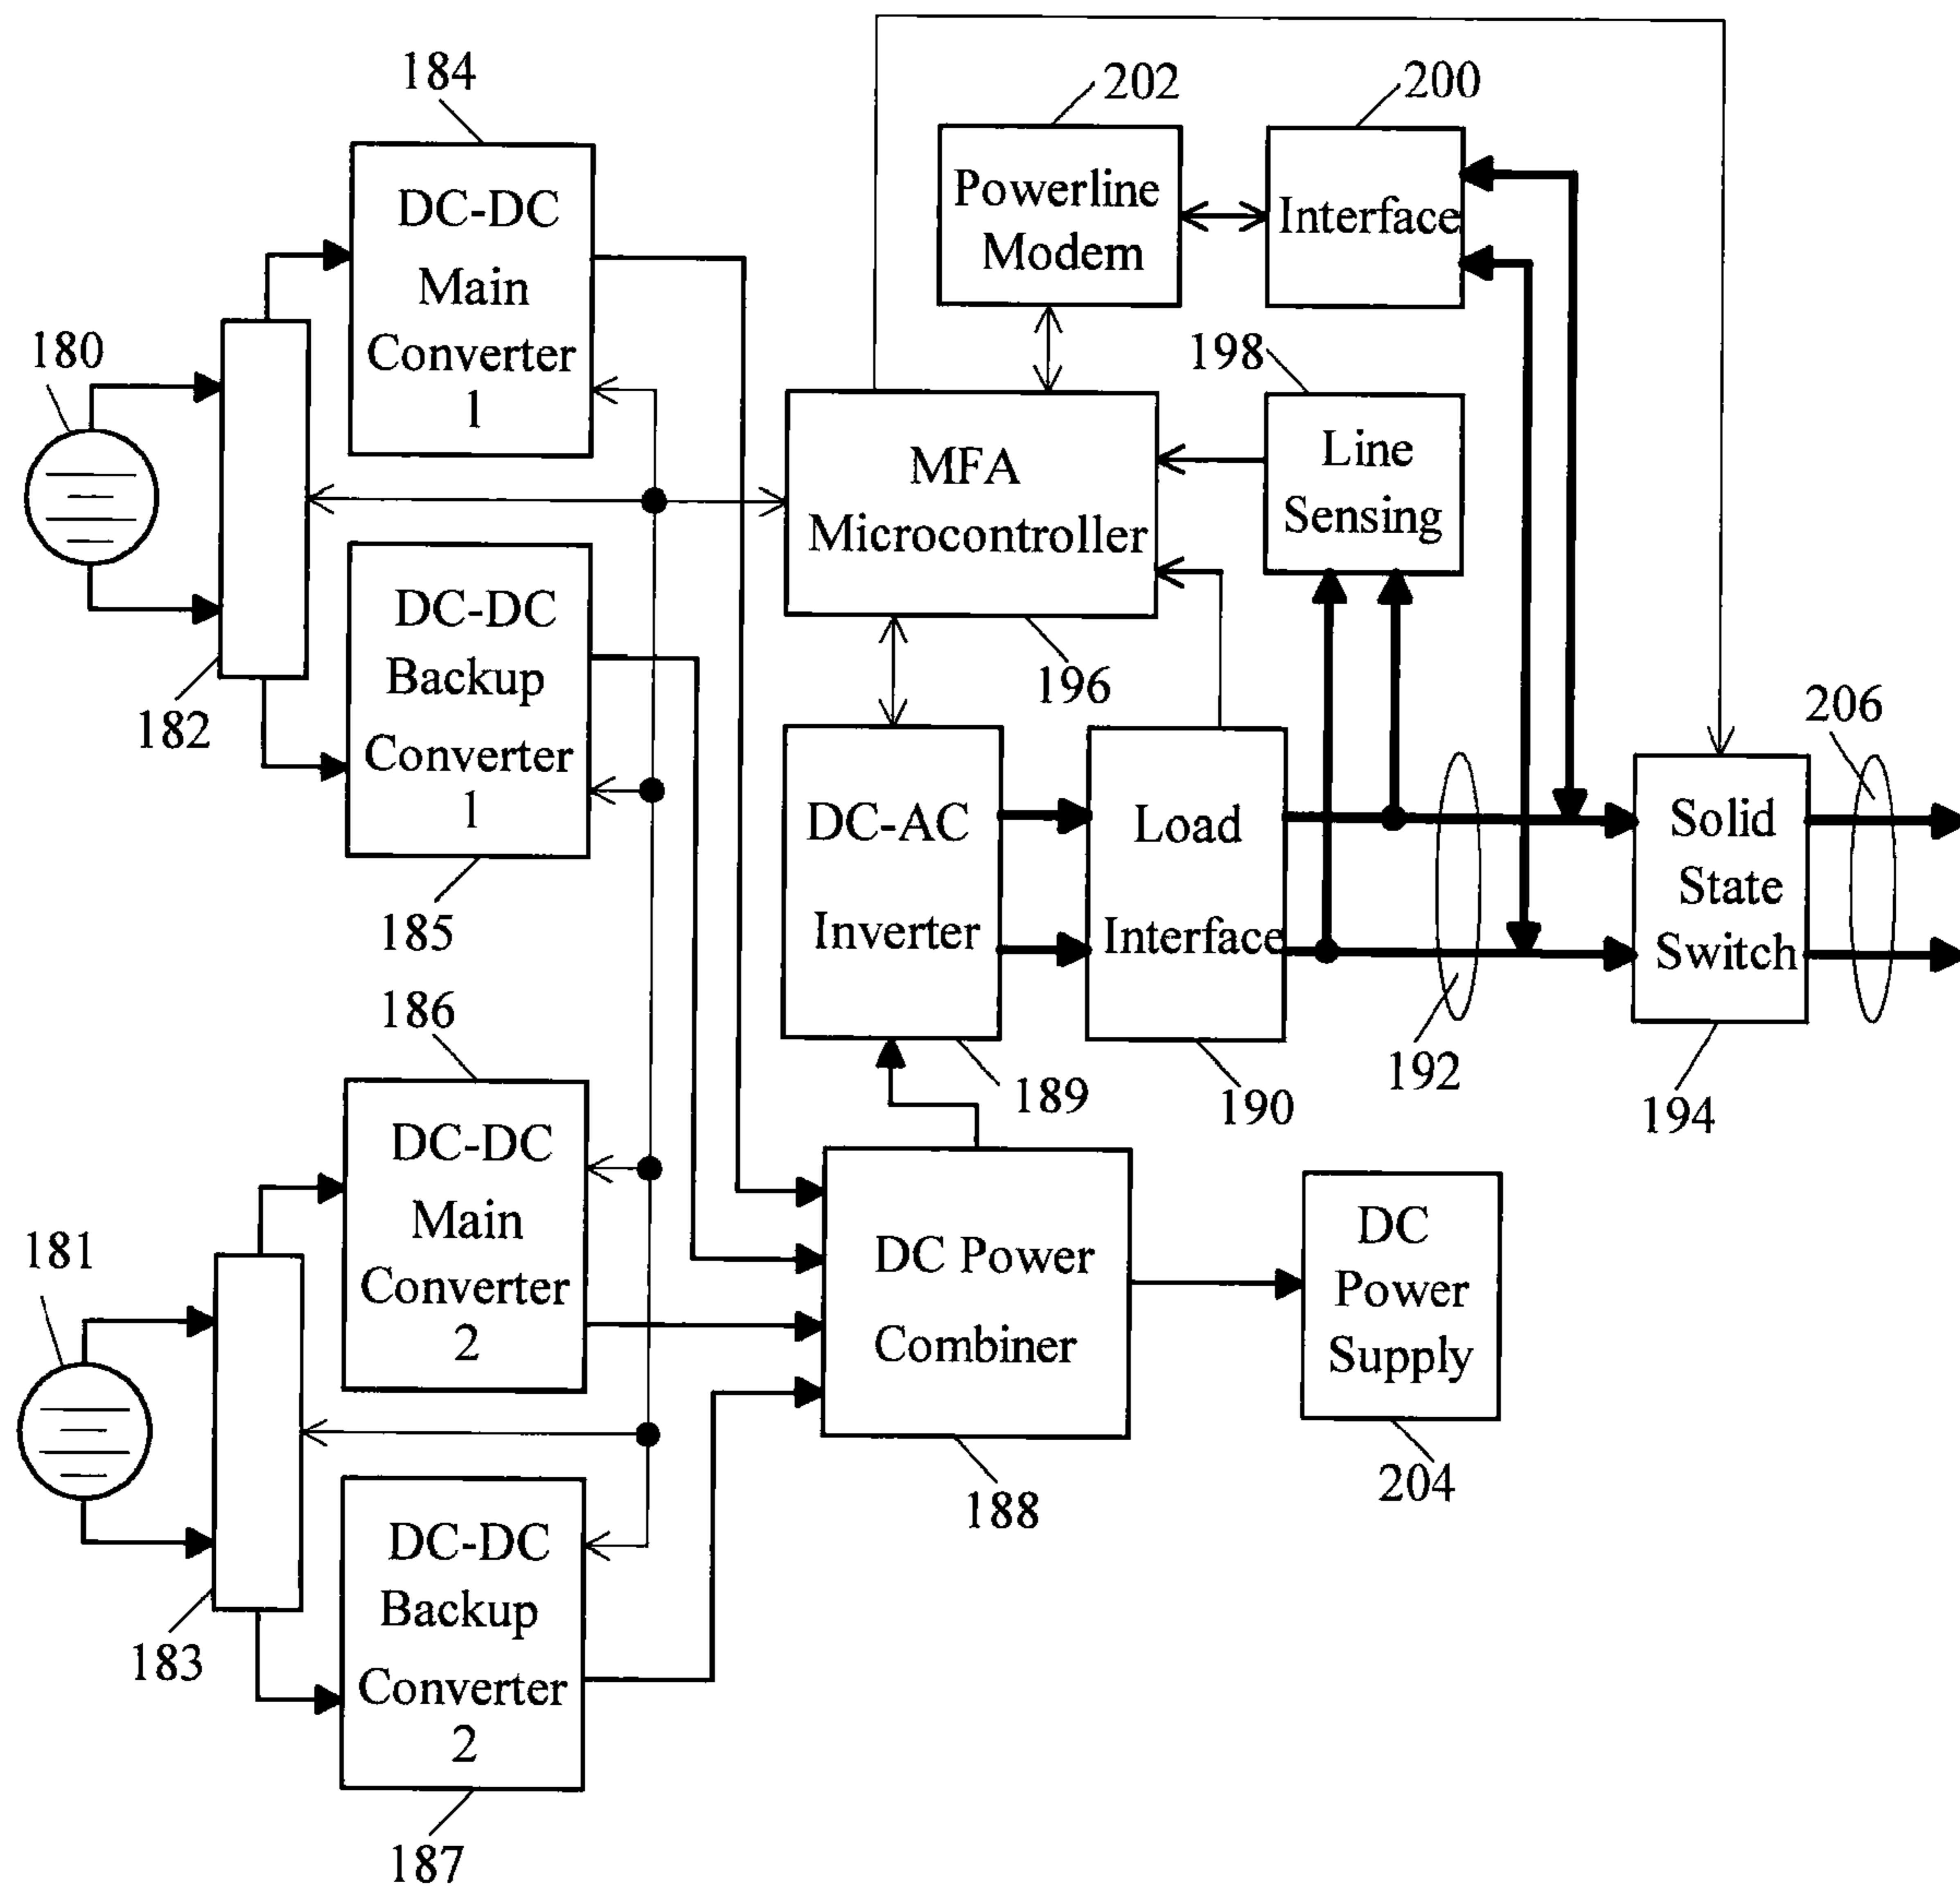 184
DC-DC
Main
Converter
1
180
182
DC-DC
Backup
Converter
1
185
186
DC-DC
Main
Converter
2
181
183
DC-DC
Backup
Converter
2
187
202
Powerline
Modem
200
Interface
198
Line
Sensing
MFA
Microcontroller
196
DC-AC
Inverter
189
Load
Interface
190
192
Solid
State
Switch
194
206
DC Power
Combiner
188
DC
Power
Supply
204